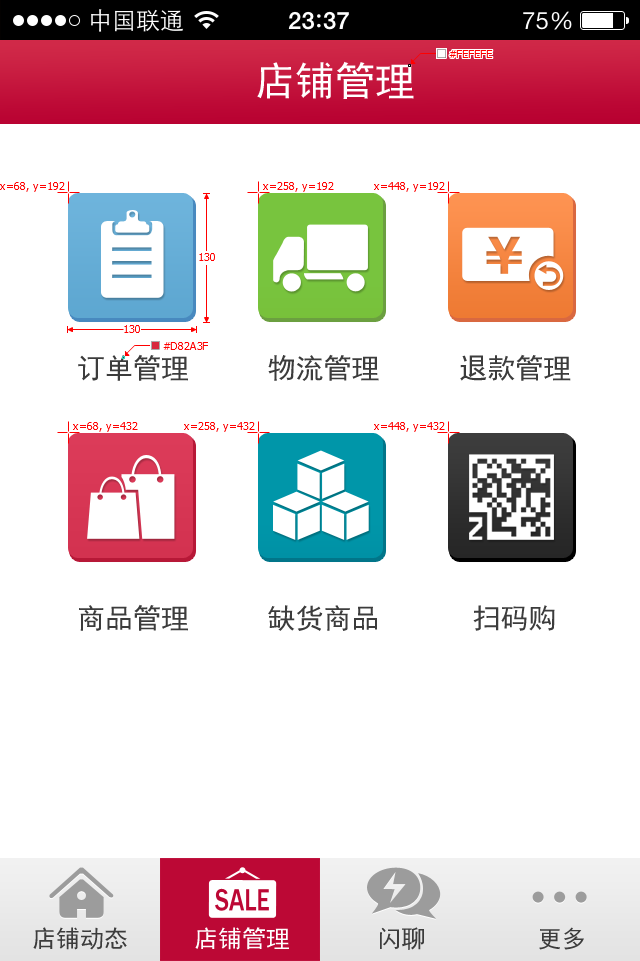 中国联通 23:37 75%
店铺管理
#FEFEFE
x=68, y=192 x=258, y=192 x=448, y=192
130
130
#D82A3F
订单管理 物流管理 退款管理
x=68, y=432 x=258, y=432 x=448, y=432
商品管理 缺货商品 扫码购
SALE
店铺动态 店铺管理 闪聊 更多